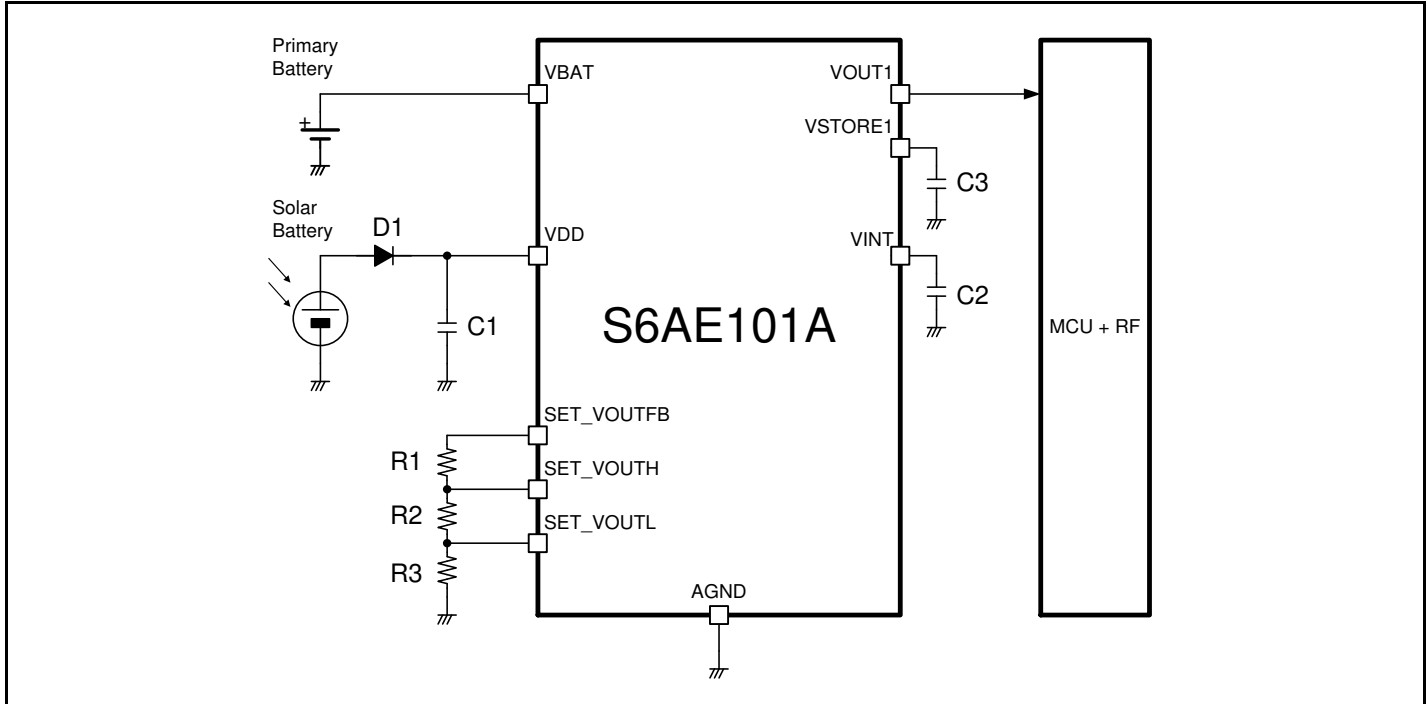 Primary
Battery
+
VBAT
VOUT1
VSTORE1
C3
Solar
Battery
D1
VDD
VINT
C2
C1
S6AE101A
MCU + RF
SET_VOUTFB
R1
SET_VOUTH
R2
SET_VOUTL
R3
AGND